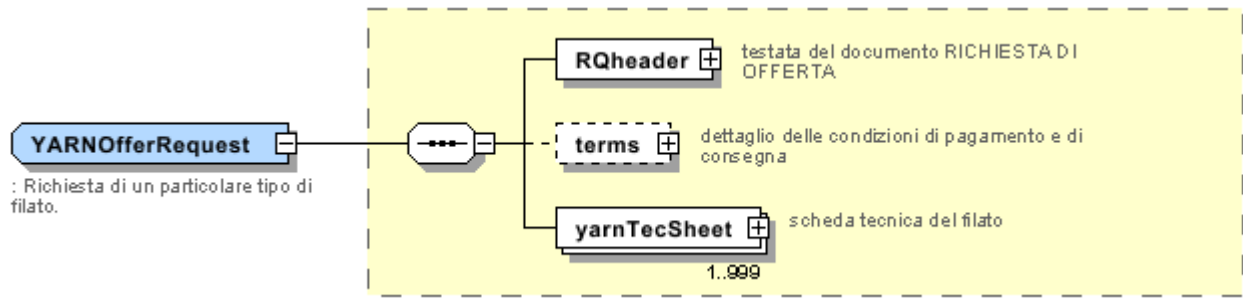 RQheader
testata del documento RICHIESTA DI
OFFERTA
YARNOfferRequest
: Richiesta di un particolare tipo di
filato.
terms
dettaglio delle condizioni di pagamento e di
consegna
yarnTecSheet
scheda tecnica del filato
1..999